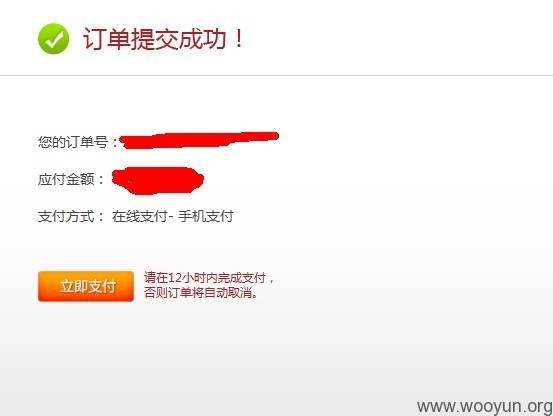 订单提交成功！
您的订单号：
应付金额：
支付方式： 在线支付- 手机支付
立即支付
请在12小时内完成支付，
否则订单将自动取消。
www.wooyun.org